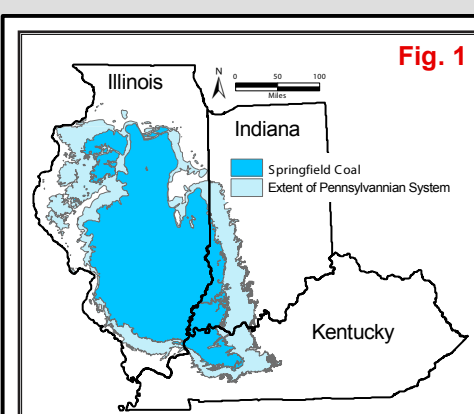 Fig. 1
Illinois
N
0 50 100
Miles
Indiana
Springfield Coal
Extent of Pennsylvannian System
Kentucky